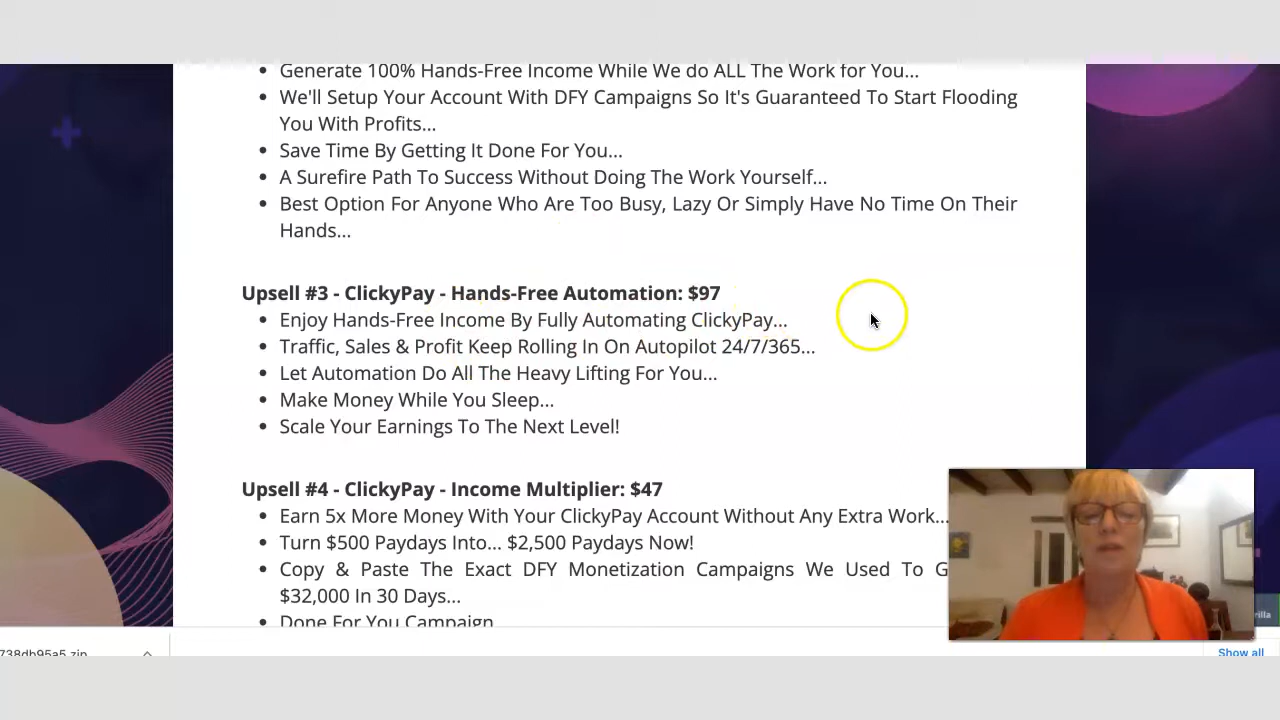 Generate 100% Hands-Free Income While We do ALL The Work for You...
We'll Setup Your Account With DFY Campaigns So It's Guaranteed To Start Flooding
You With Profits...
Save Time By Getting It Done For You...
A Surefire Path To Success Without Doing The Work Yourself...
Best Option For Anyone Who Are Too Busy, Lazy Or Simply Have No Time On Their
Hands...
Upsell #3 - ClickyPay - Hands-Free Automation: $97
Enjoy Hands-Free Income By Fully Automating ClickyPay...
Traffic, Sales & Profit Keep Rolling In On Autopilot 24/7/365...
Let Automation Do All The Heavy Lifting For You...
Make Money While You Sleep...
Scale Your Earnings To The Next Level!
Upsell #4 - ClickyPay - Income Multiplier: $47
Earn 5x More Money With Your ClickyPay Account Without Any Extra Work...
Turn $500 Paydays Into... $2,500 Paydays Now!
Copy & Paste The Exact DFY Monetization Campaigns We Used To G
$32,000 In 30 Days...
Done For You Campaign
rilla
738db95a5.zip
Show all